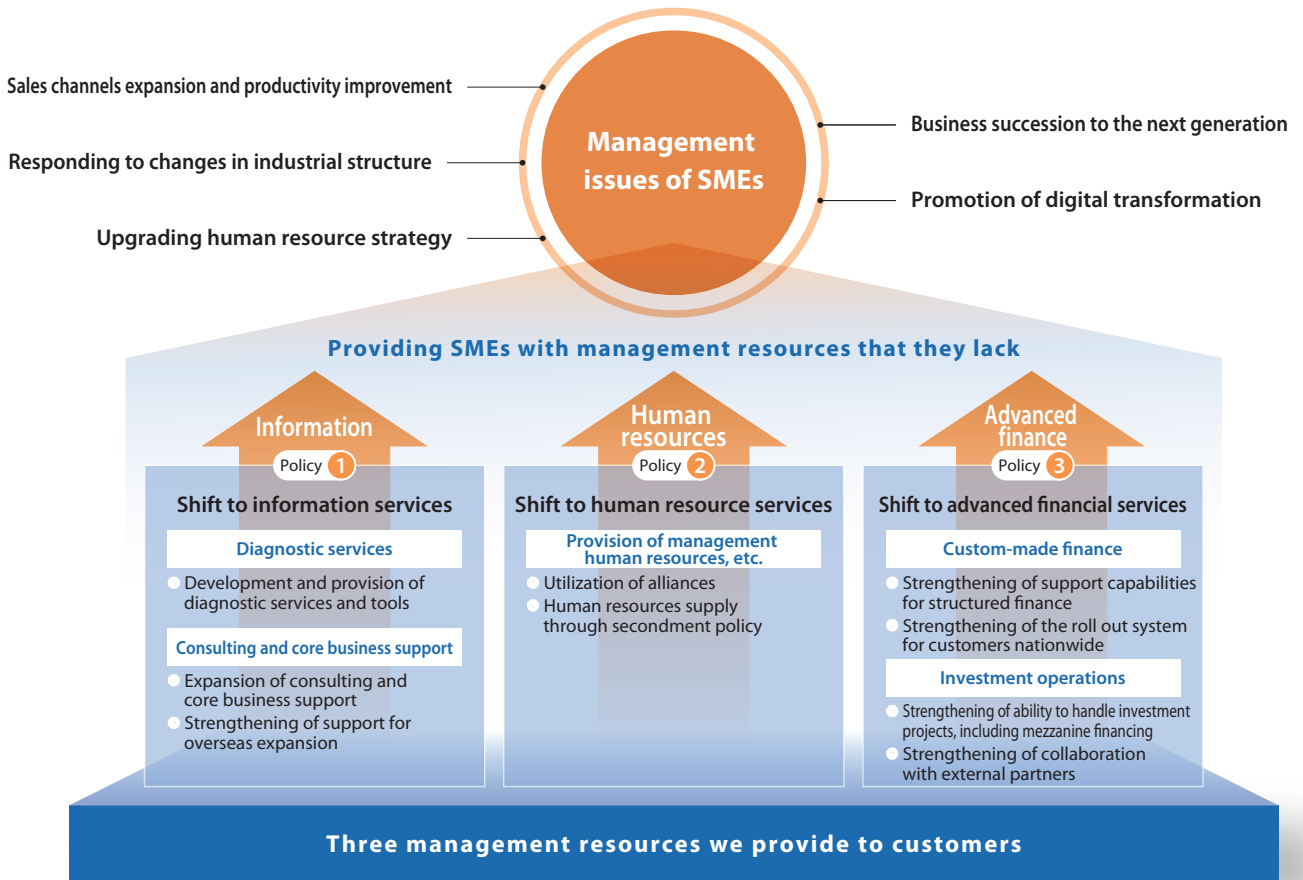 Sales channels expansion and productivity improvement
Responding to changes in industrial structure
Upgrading human resource strategy
Management
issues of SMEs
Business succession to the next generation
Promotion of digital transformation
Providing SMEs with management resources that they lack
Information
Policy 1
Shift to information services
Diagnostic services
Development and provision of
diagnostic services and tools
Consulting and core business support
Expansion of consulting and
core business support
Strengthening of support for
overseas expansion
Human
resources
Policy 2
Shift to human resource services
Provision of management
human resources, etc.
Utilization of alliances
Human resources supply
through secondment policy
Advanced
finance
Policy 3
Shift to advanced financial services
Custom-made finance
Strengthening of support capabilities
for structured finance
Strengthening of the roll out system
for customers nationwide
Investment operations
Strengthening of ability to handle investment
projects, including mezzanine financing
Strengthening of collaboration
with external partners
Three management resources we provide to customers